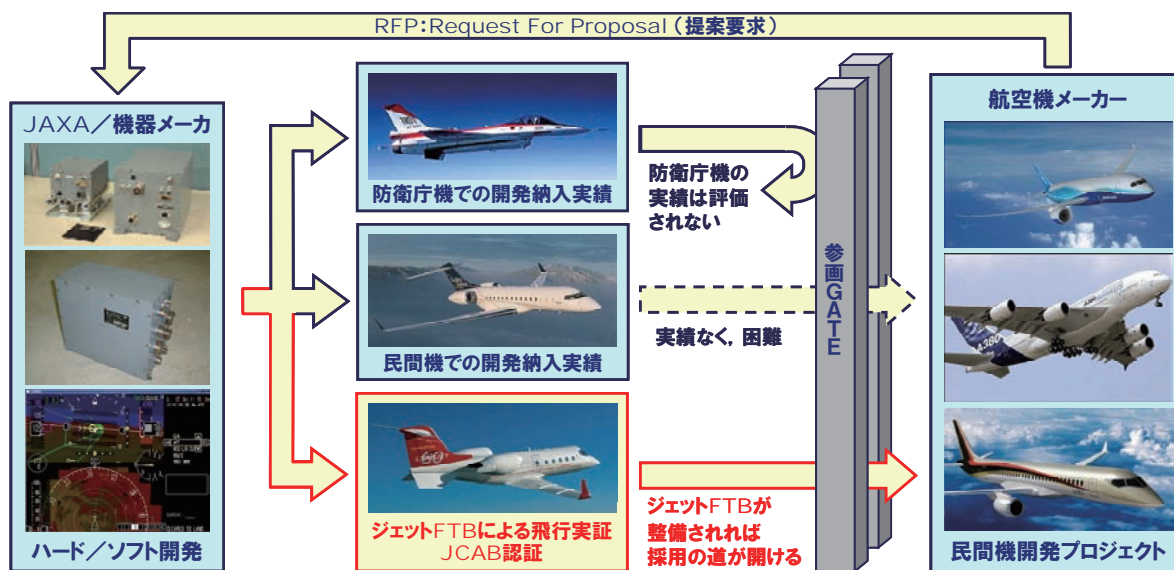 RFP:Request For Proposal（提案要求）
JAXA／機器メーカ
ハード／ソフト開発
防衛庁機での開発納入実績
民間機での開発納入実績
ジェットFTBによる飛行実証
JCAB認証
防衛庁機の
実績は評価
されない
実績なく，困難
ジェットFTBが
整備されれば
採用の道が開ける
参画GATE
航空機メーカー
A380
民間機開発プロジェクト